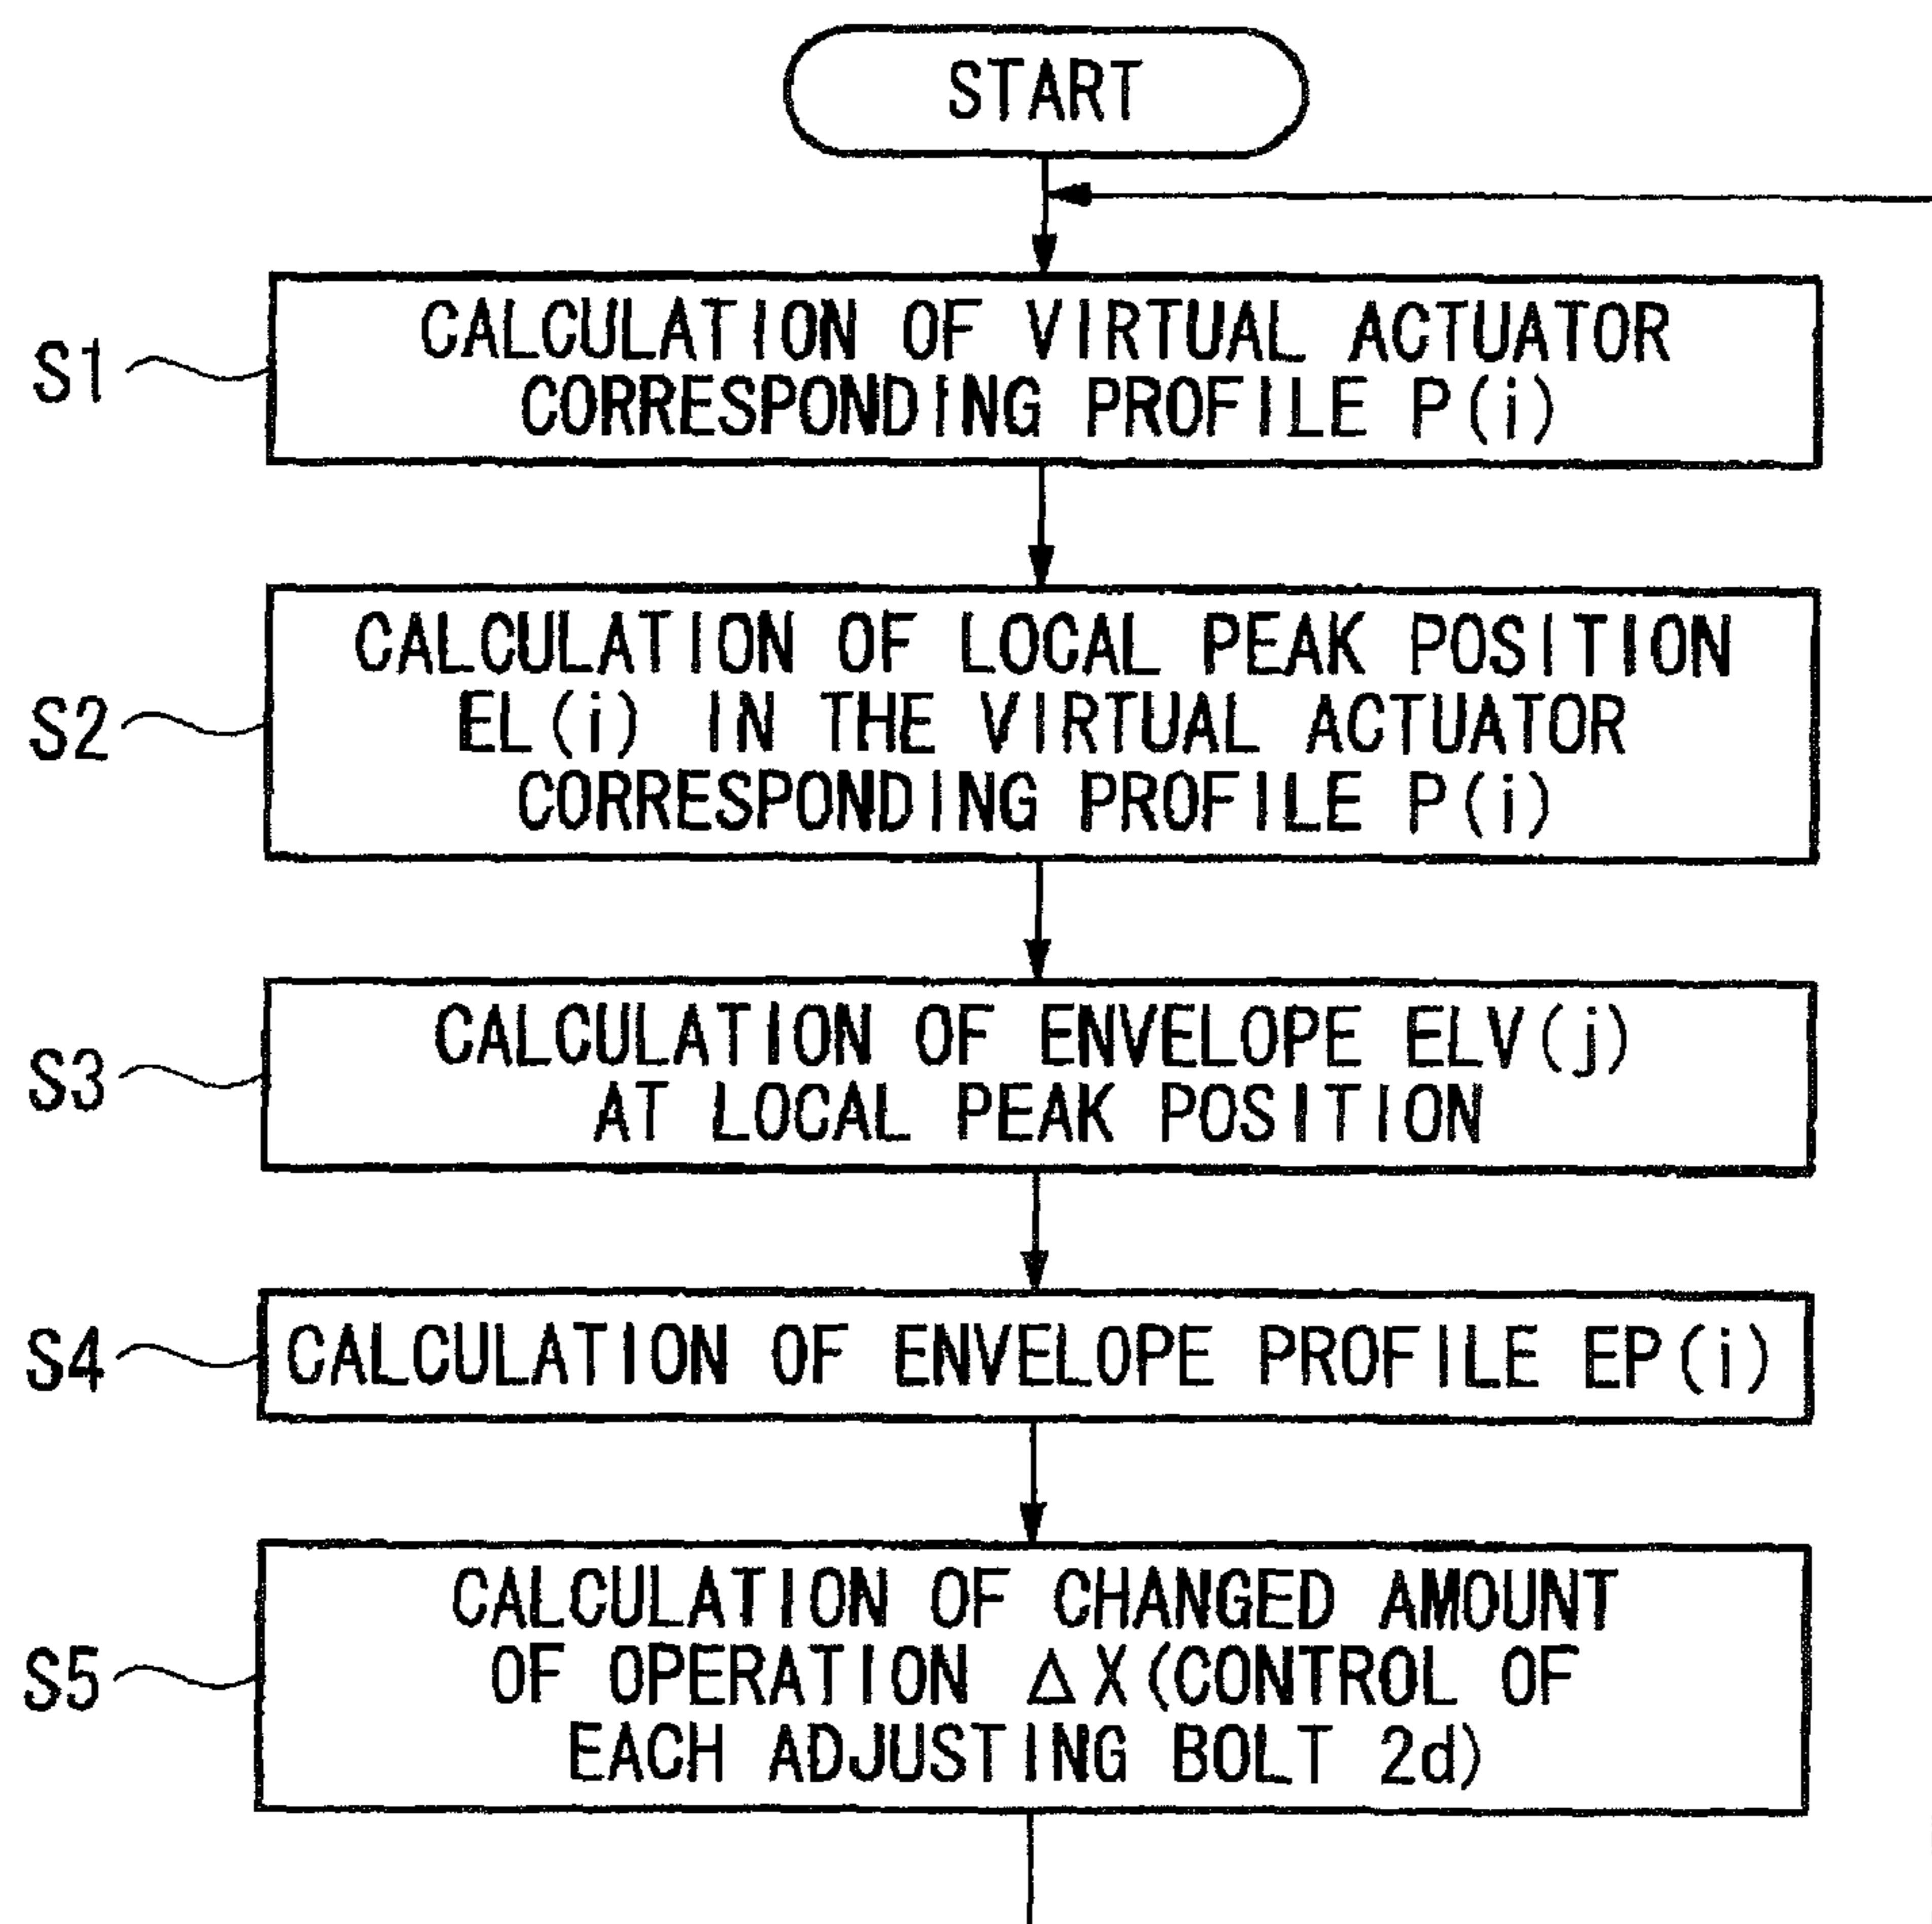 START
S1
CALCULATION OF VIRTUAL ACTUATOR
CORRESPONDING PROFILE P(i)
S2
CALCULATION OF LOCAL PEAK POSITION
EL(i) IN THE VIRTUAL ACTUATOR
CORRESPONDING PROFILE P(i)
S3
CALCULATION OF ENVELOPE ELV(j)
AT LOCAL PEAK POSITION
S4
CALCULATION OF ENVELOPE PROFILE EP(i)
S5
CALCULATION OF CHANGED AMOUNT
OF OPERATION ΔX(CONTROL OF
EACH ADJUSTING BOLT 2d)